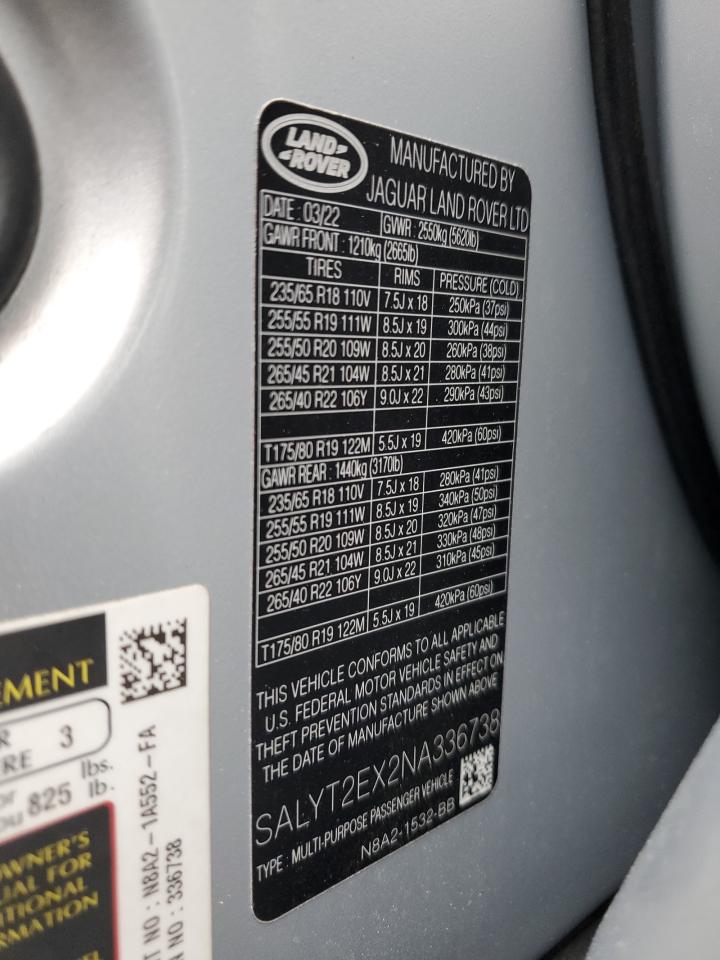 LAND ROVER
MANUFACTURED BY
JAGUAR LAND ROVER LTD
DATE : 03/22 GVWR : 2550kg (5620lb)
GAWR FRONT : 1210kg (2665lb)
TIRES RIMS PRESSURE (COLD)
235/65 R18 110V 7.5J x 18 250kPa (37psi)
255/55 R19 111W 8.5J x 19 300kPa (44psi)
255/50 R20 109W 8.5J x 20 260kPa (38psi)
265/45 R21 104W 8.5J x 21 280kPa (41psi)
265/40 R22 106Y 9.0J x 22 290kPa (43psi)
T175/80 R19 122M 5.5J x 19 420kPa (60psi)
GAWR REAR : 1440kg (3170lb)
235/65 R18 110V 7.5J x 18 280kPa (41psi)
255/55 R19 111W 8.5J x 19 340kPa (50psi)
255/50 R20 109W 8.5J x 20 320kPa (47psi)
265/45 R21 104W 8.5J x 21 330kPa (48psi)
265/40 R22 106Y 9.0J x 22 310kPa (45psi)
T175/80 R19 122M 5.5J x 19 420kPa (60psi)
THIS VEHICLE CONFORMS TO ALL APPLICABLE
U.S. FEDERAL MOTOR VEHICLE SAFETY AND
THEFT PREVENTION STANDARDS IN EFFECT ON
THE DATE OF MANUFACTURE SHOWN ABOVE
SALYT2EX2NA336738
TYPE : MULTI-PURPOSE PASSENGER VEHICLE
N8A2-1532-BB
EMENT
R
RE 3
or lbs.
ou 825 lb.
OWNER'S
UAL FOR
ITIONAL
RMATION
RT NO : N8A2-1A552-FA
N NO : 336738